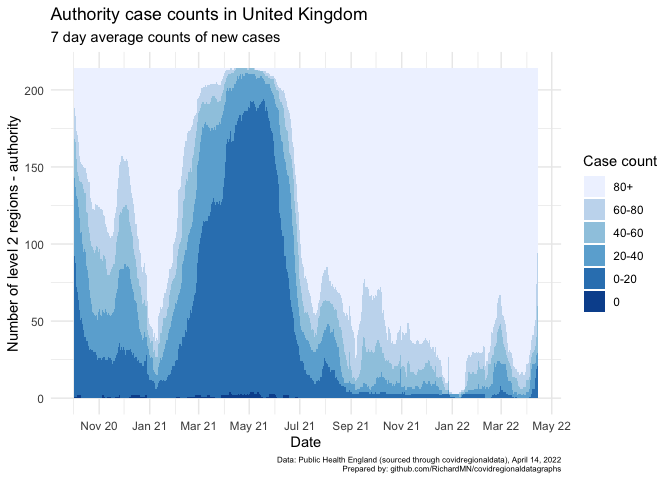 Authority case counts in United Kingdom
7 day average counts of new cases
Number of level 2 regions - authority
200
150
100
50
0
Nov 20
Jan 21
Mar 21
May 21
Jul 21
Sep 21
Nov 21
Jan 22
Mar 22
May 22
Date
Case count
80+
60-80
40-60
20-40
0-20
0
Data: Public Health England (sourced through covidregionaldata), April 14, 2022
Prepared by: github.com/RichardMN/covidregionaldatagraphs